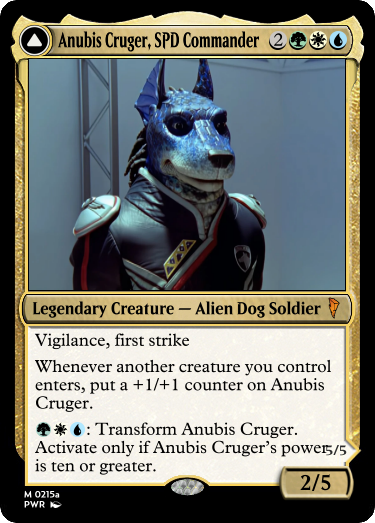 Anubis Cruger, SPD Commander 2
Legendary Creature — Alien Dog Soldier
Vigilance, first strike
Whenever another creature you control
enters, put a +1/+1 counter on Anubis
Cruger.
: Transform Anubis Cruger.
Activate only if Anubis Cruger's power
is ten or greater.
5/5
2/5
M 0215a
PWR